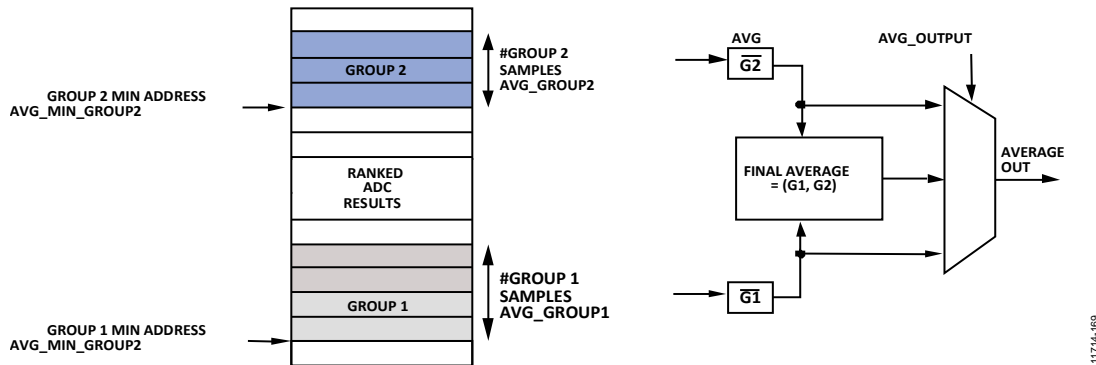 #GROUP 2
SAMPLES
AVG_GROUP2
GROUP 2
GROUP 2 MIN ADDRESS
AVG_MIN_GROUP2
RANKED
ADC
RESULTS
#GROUP 1
SAMPLES
AVG_GROUP1
GROUP 1
GROUP 1 MIN ADDRESS
AVG_MIN_GROUP2
AVG
G2
AVG_OUTPUT
FINAL AVERAGE
= (G1, G2)
AVERAGE
OUT
G1
11714-169